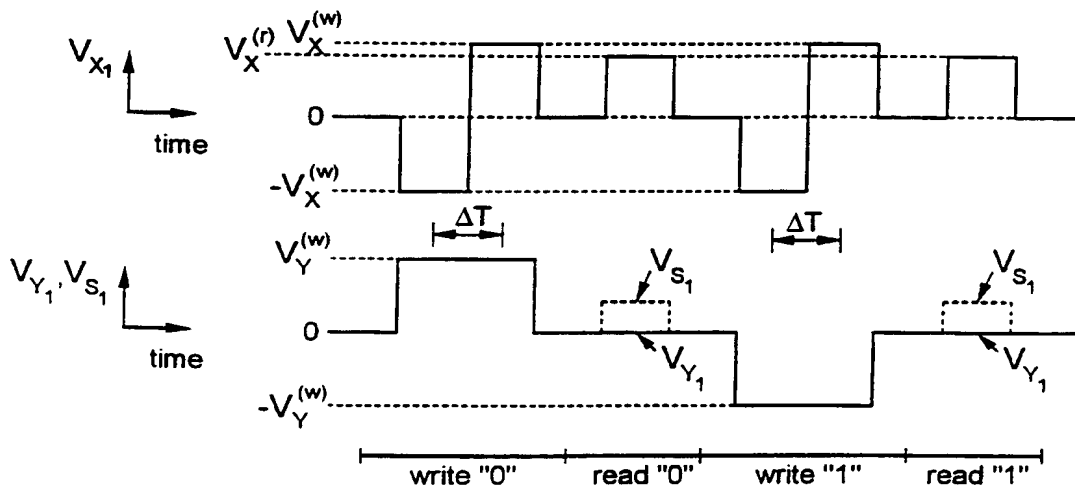 V_X^(w)
V_X^(r)
V_X1
0
time
-V_X^(w)
ΔT ΔT
V_Y^(w)
V_S1 V_S1
V_Y1, V_S1
0
time
V_Y1 V_Y1
-V_Y^(w)
write "0" read "0" write "1" read "1"